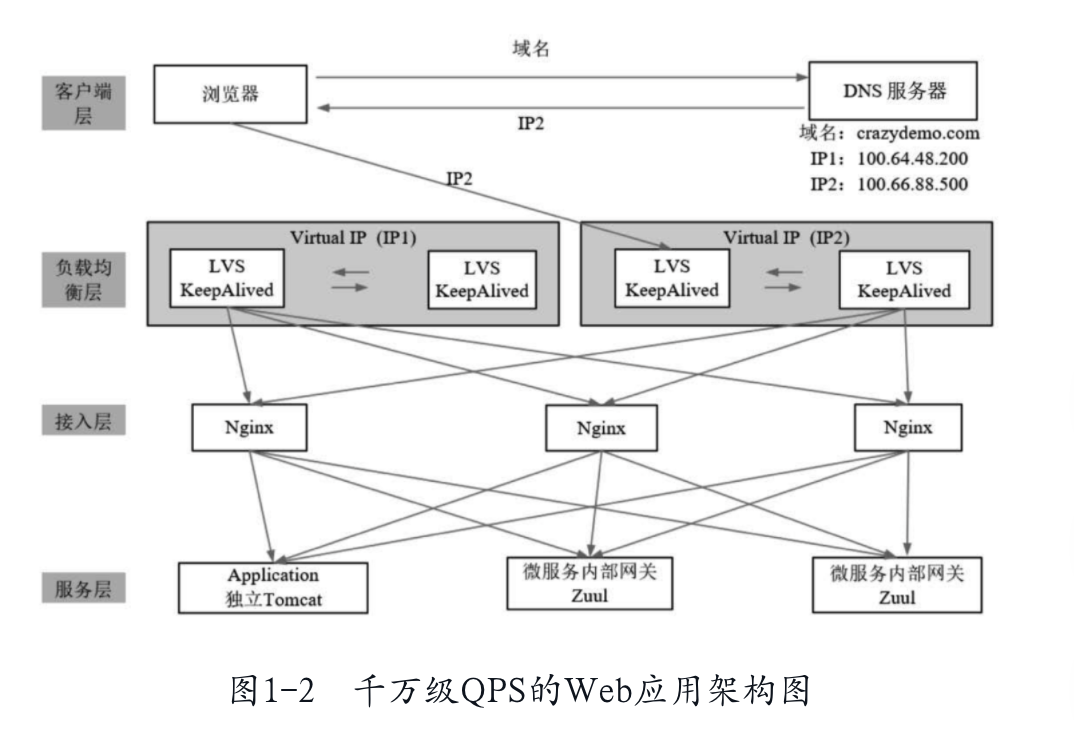 域名
客户端
层
浏览器
DNS 服务器
IP2
域名：crazydemo.com
IP1：100.64.48.200
IP2：100.66.88.500
IP2
Virtual IP (IP1)
Virtual IP (IP2)
负载均
衡层
LVS
KeepAlived
LVS
KeepAlived
LVS
KeepAlived
LVS
KeepAlived
接入层
Nginx
Nginx
Nginx
服务层
Application
独立Tomcat
微服务内部网关
Zuul
微服务内部网关
Zuul
图1-2 千万级QPS的Web应用架构图